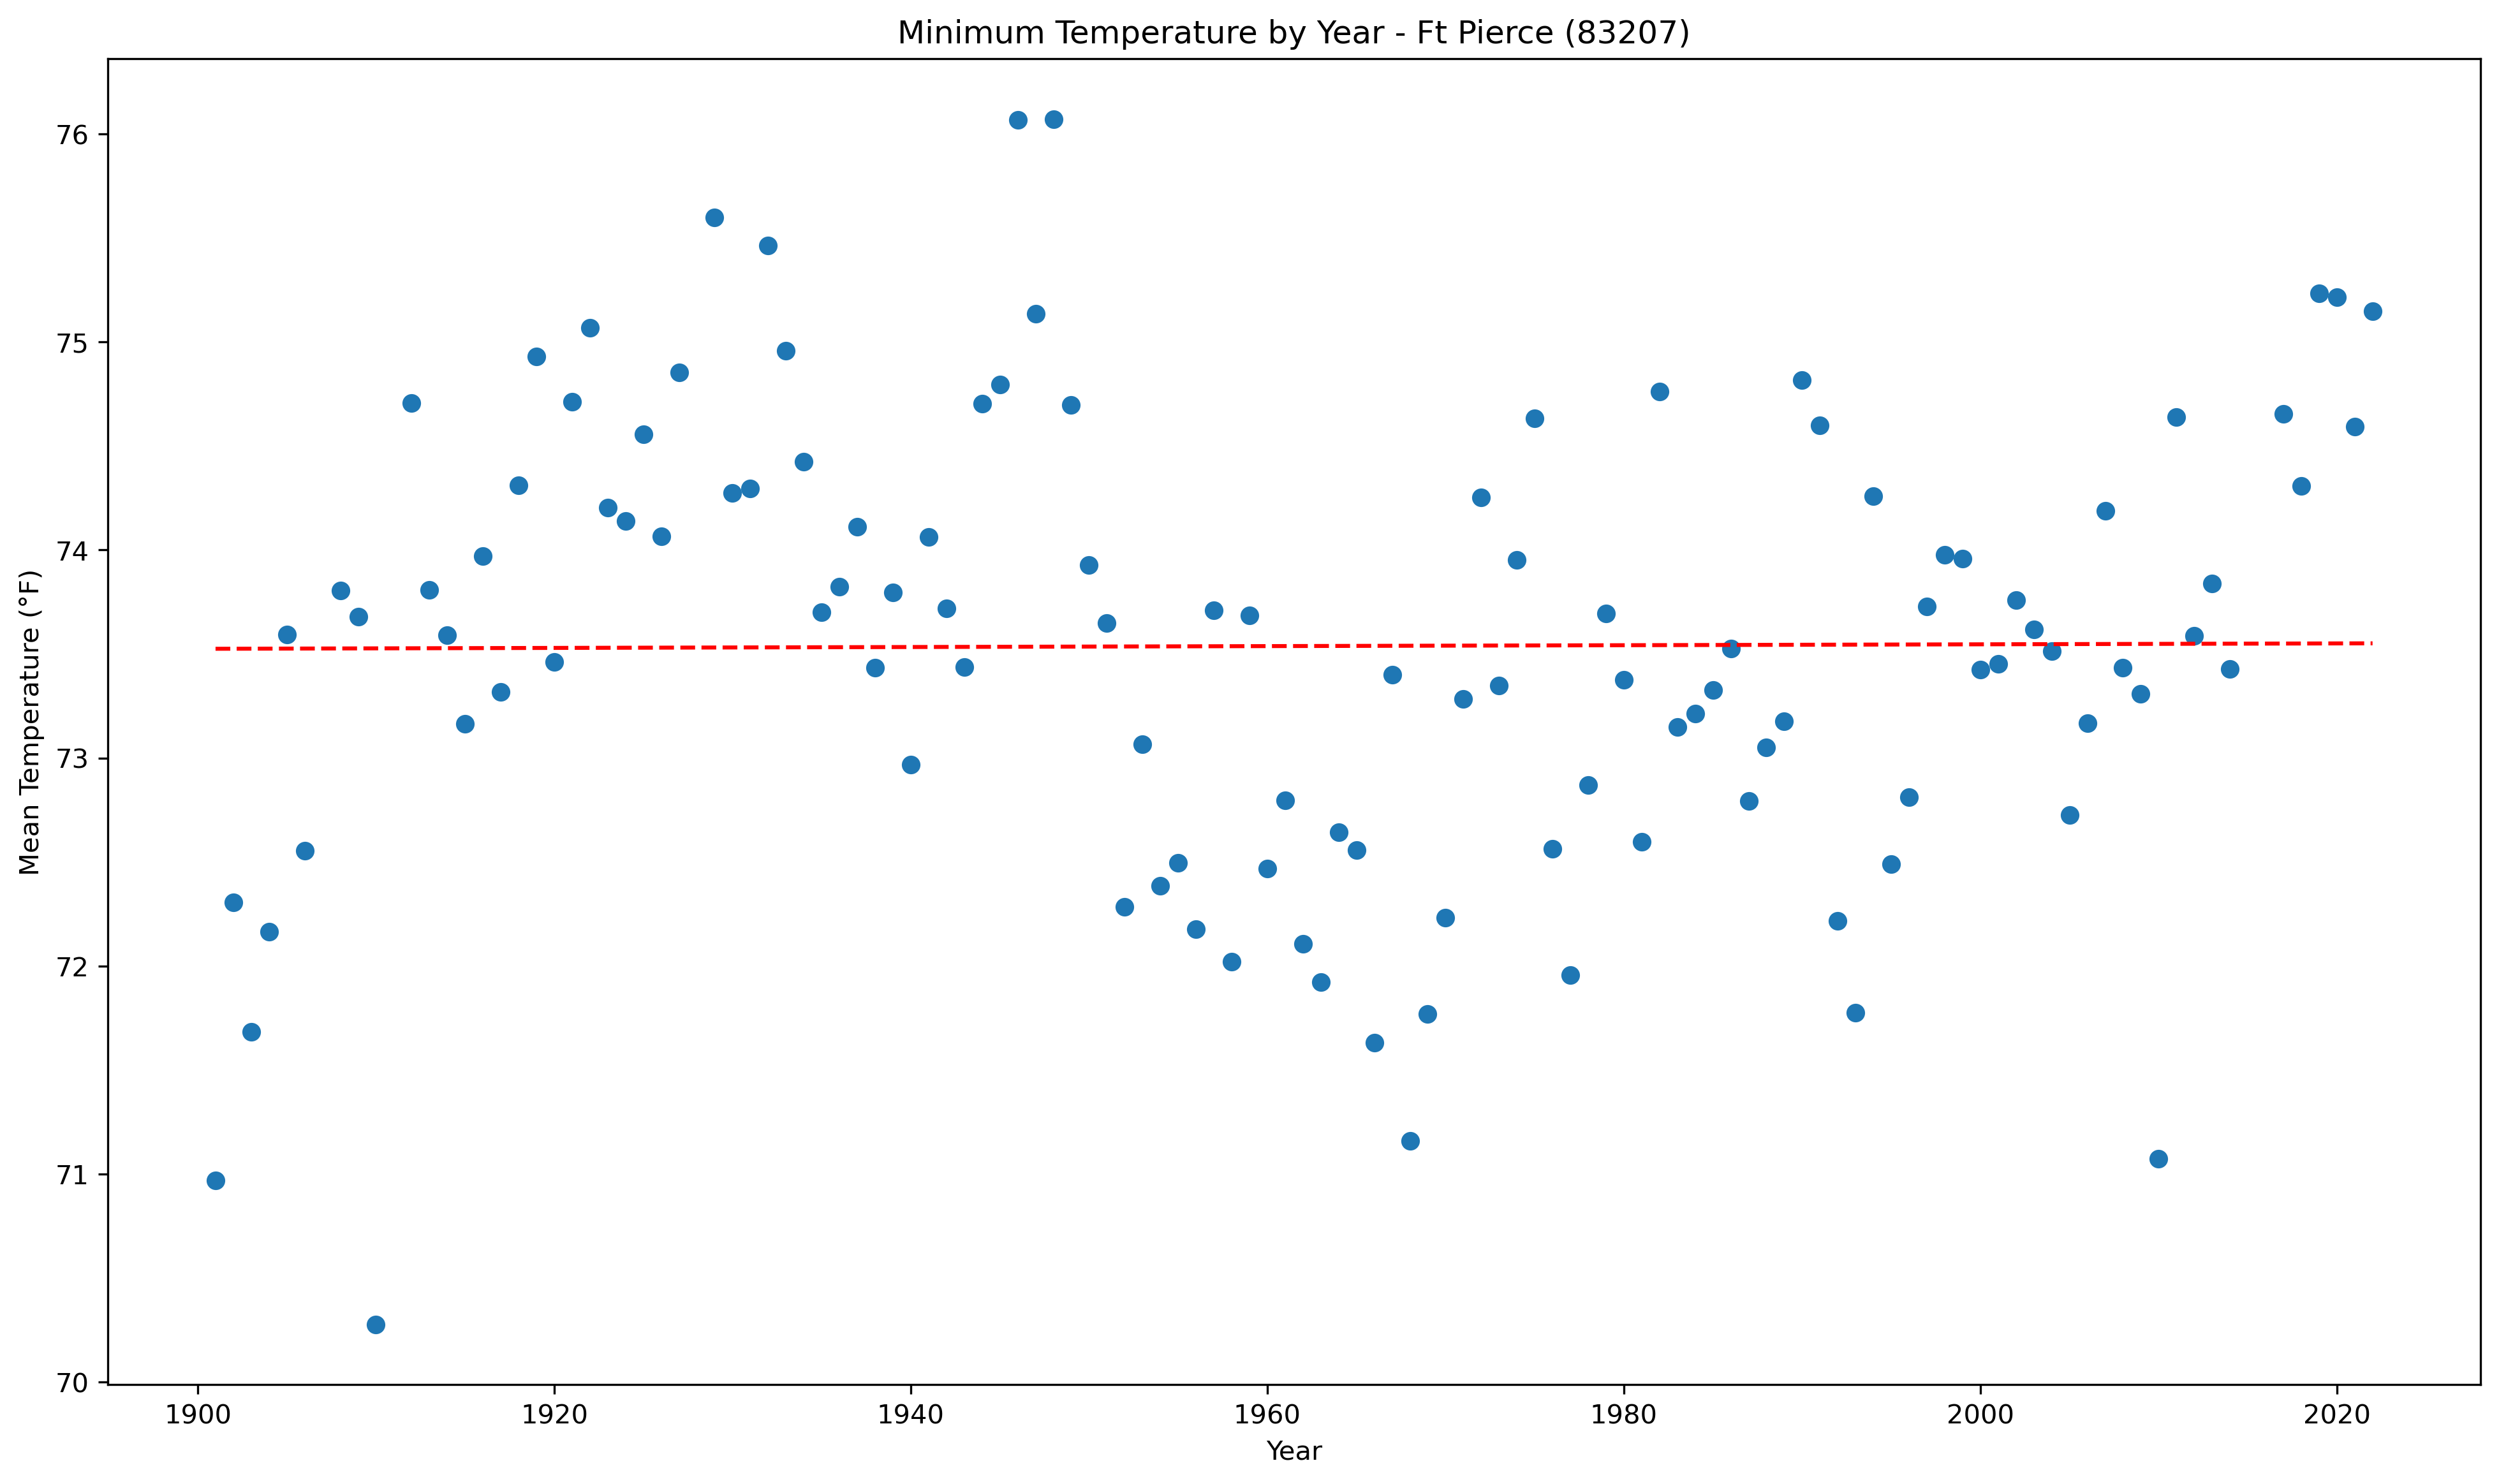 Minimum Temperature by Year - Ft Pierce (83207)
Mean Temperature (°F)
76
75
74
73
72
71
70
1900 1920 1940 1960 1980 2000 2020
Year